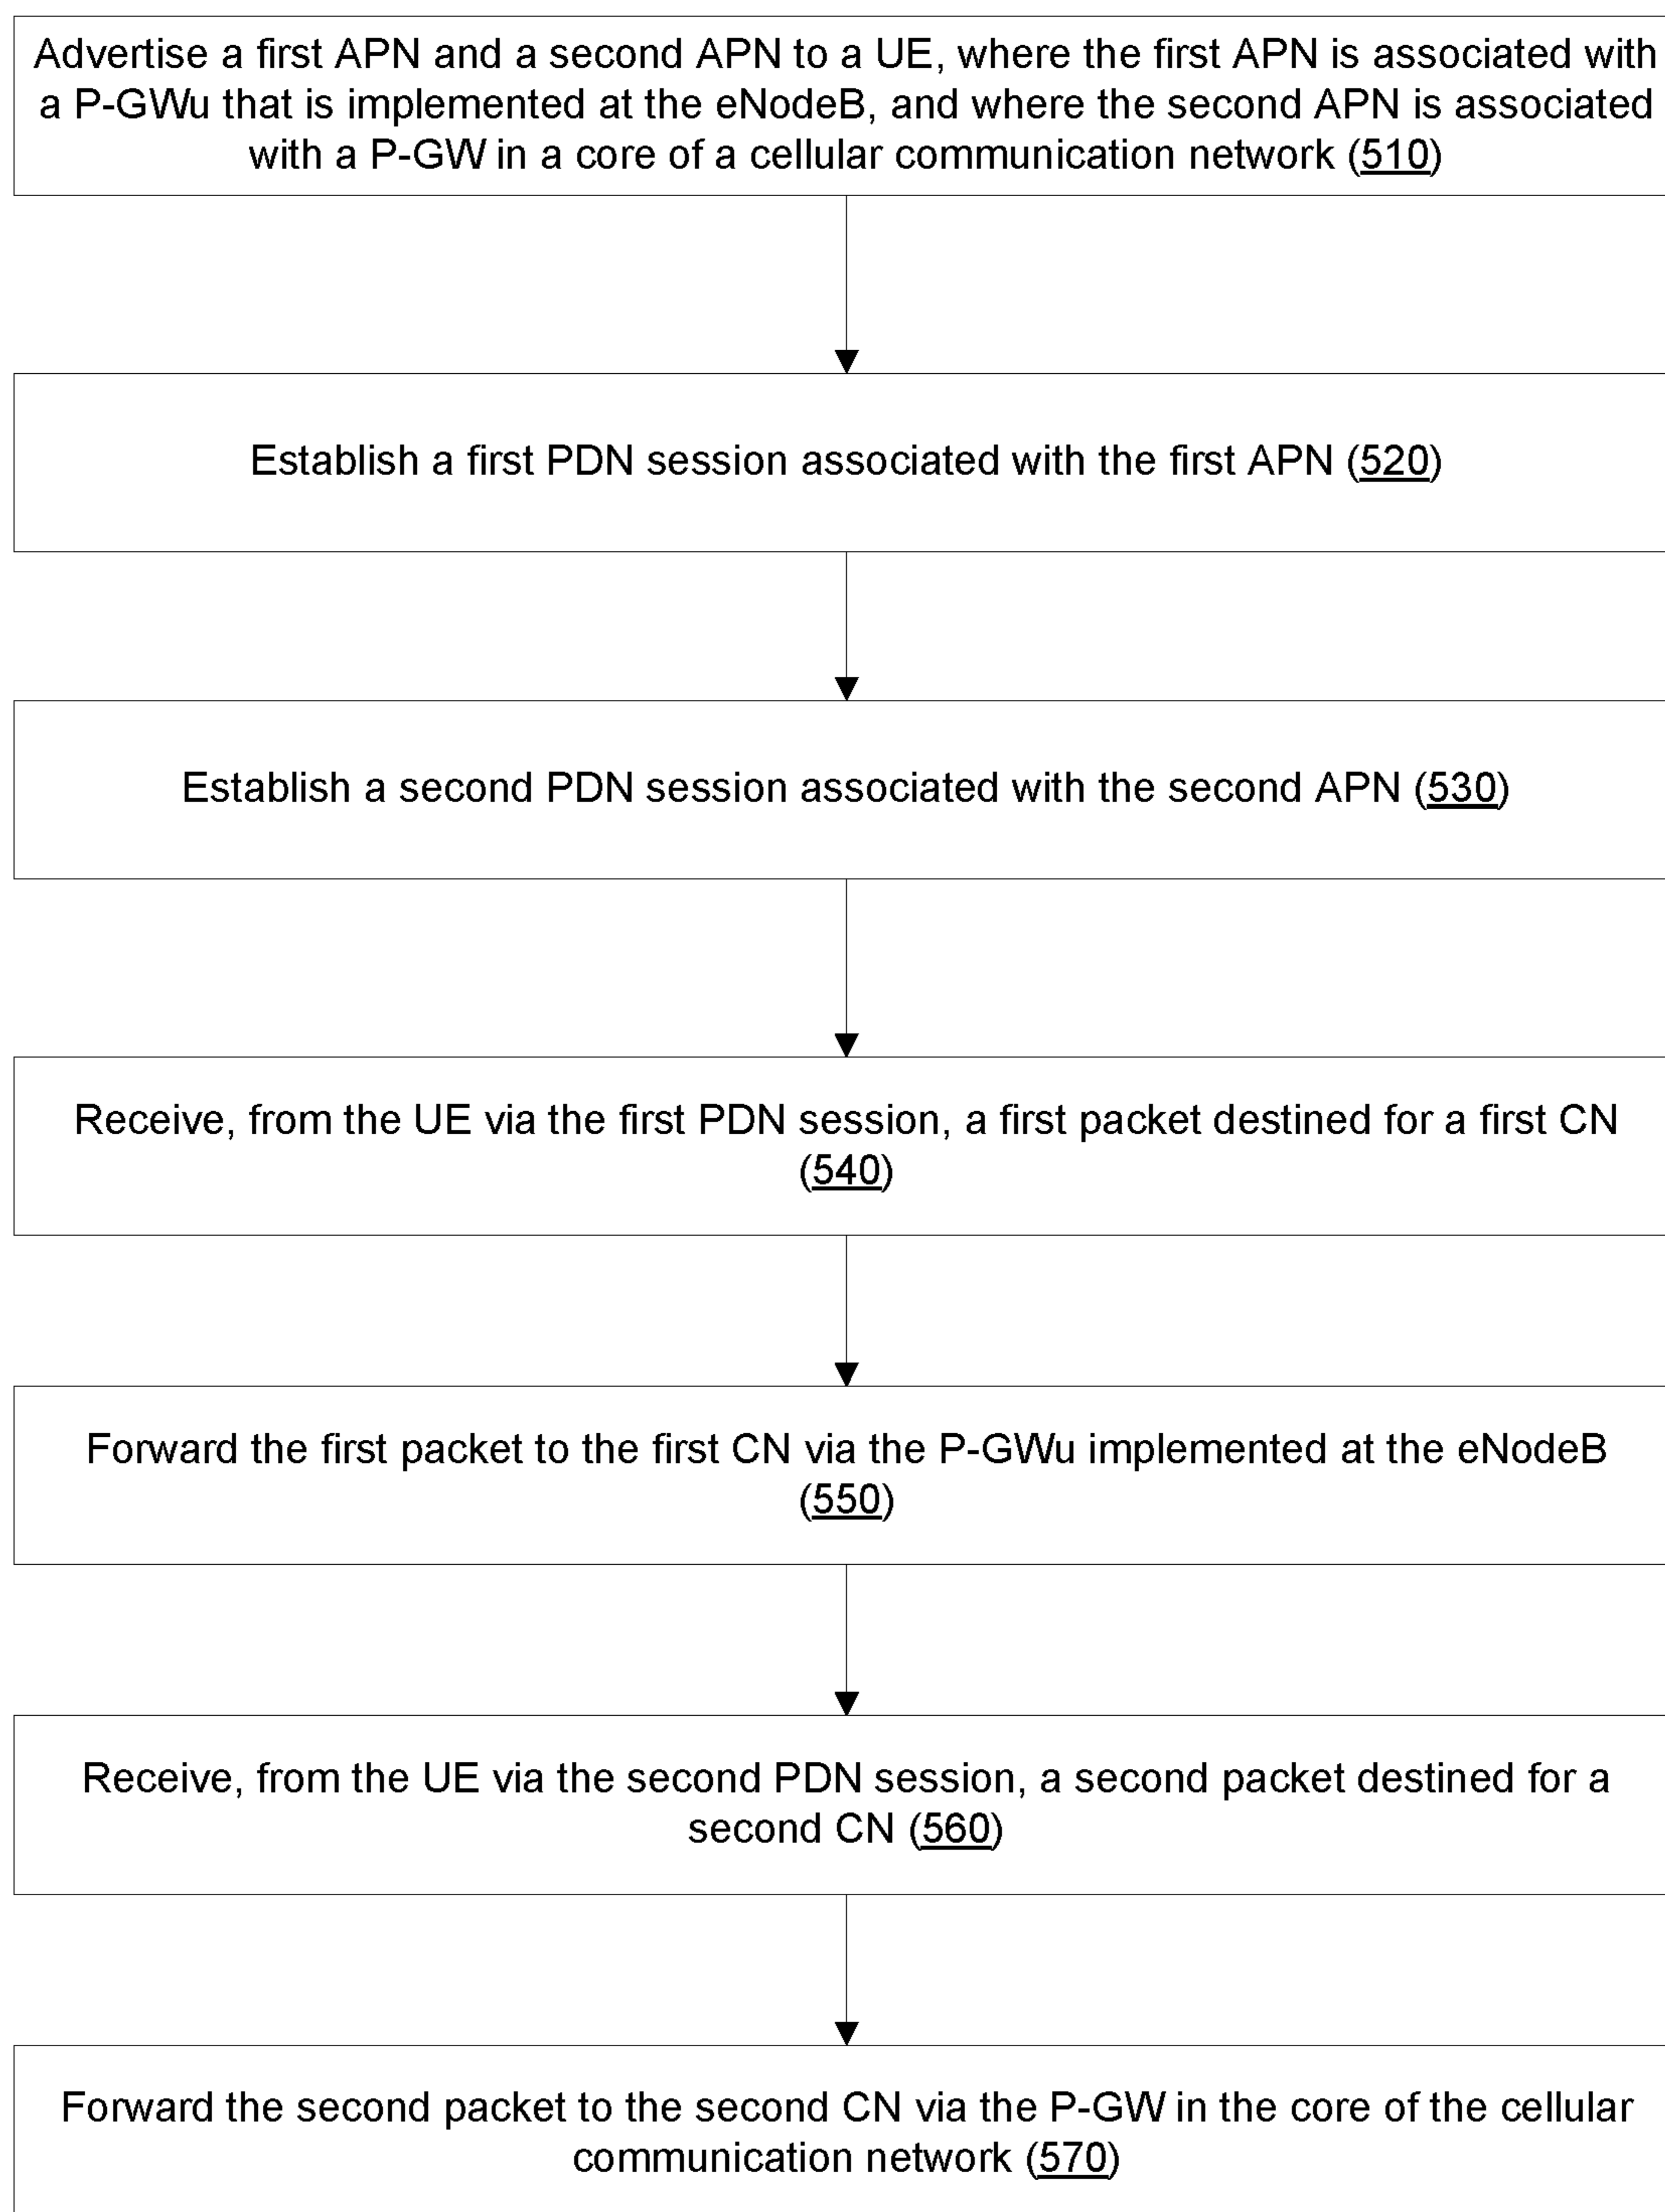 Advertise a first APN and a second APN to a UE, where the first APN is associated with
a P-GWu that is implemented at the eNodeB, and where the second APN is associated
with a P-GW in a core of a cellular communication network (510)
Establish a first PDN session associated with the first APN (520)
Establish a second PDN session associated with the second APN (530)
Receive, from the UE via the first PDN session, a first packet destined for a first CN
(540)
Forward the first packet to the first CN via the P-GWu implemented at the eNodeB
(550)
Receive, from the UE via the second PDN session, a second packet destined for a
second CN (560)
Forward the second packet to the second CN via the P-GW in the core of the cellular
communication network (570)